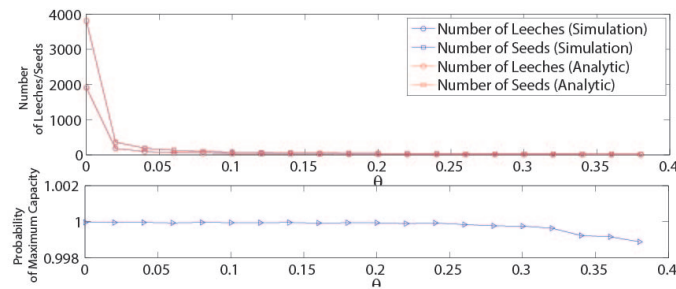 4000
3000
2000
1000
0
Number
of Leeches/Seeds
Number of Leeches (Simulation)
Number of Seeds (Simulation)
Number of Leeches (Analytic)
Number of Seeds (Analytic)
0 0.05 0.1 0.15 0.2 0.25 0.3 0.35 0.4
θ
1.002
1
0.998
Probability
of Maximum Capacity
0 0.05 0.1 0.15 0.2 0.25 0.3 0.35 0.4
θ